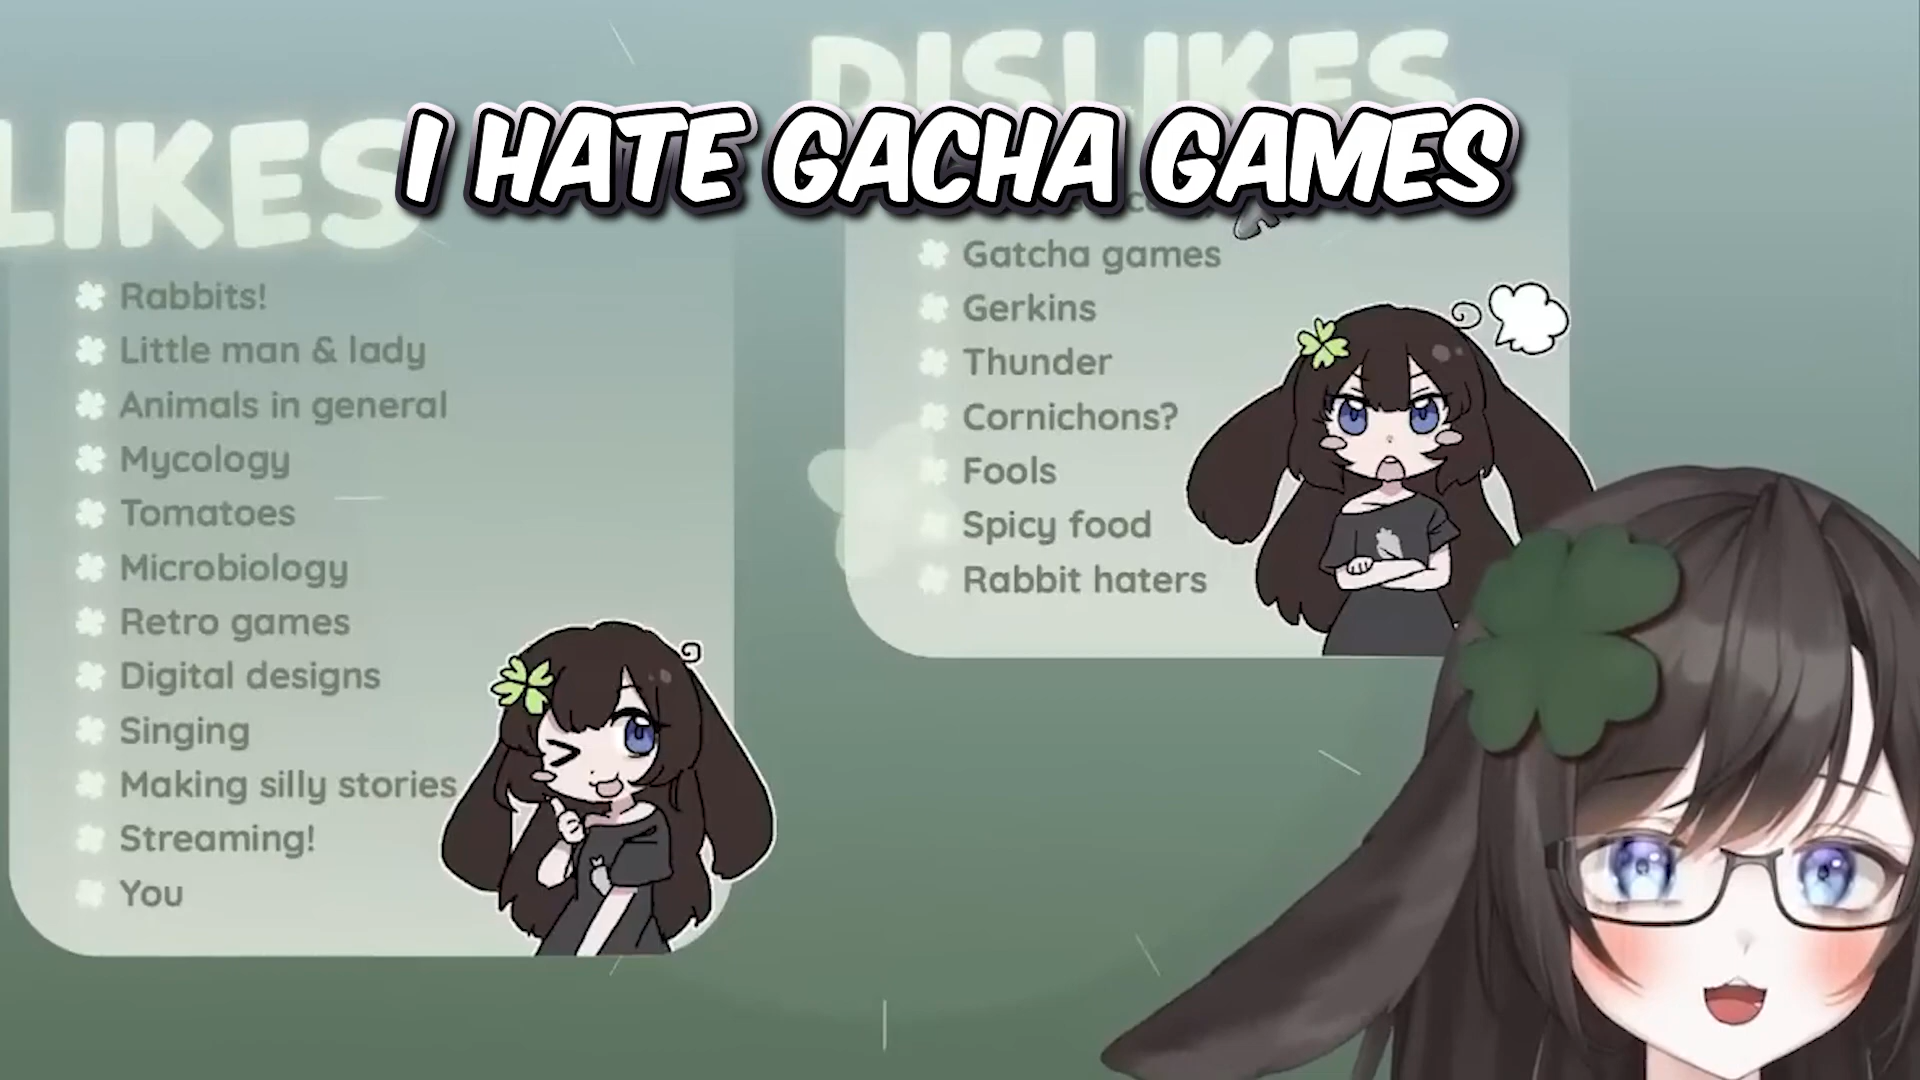 LIKES
Rabbits!
Little man & lady
Animals in general
Mycology
Tomatoes
Microbiology
Retro games
Digital designs
Singing
Making silly stories
Streaming!
You
DISLIKES
I HATE GACHA GAMES
Gatcha games
Gerkins
Thunder
Cornichons?
Fools
Spicy food
Rabbit haters